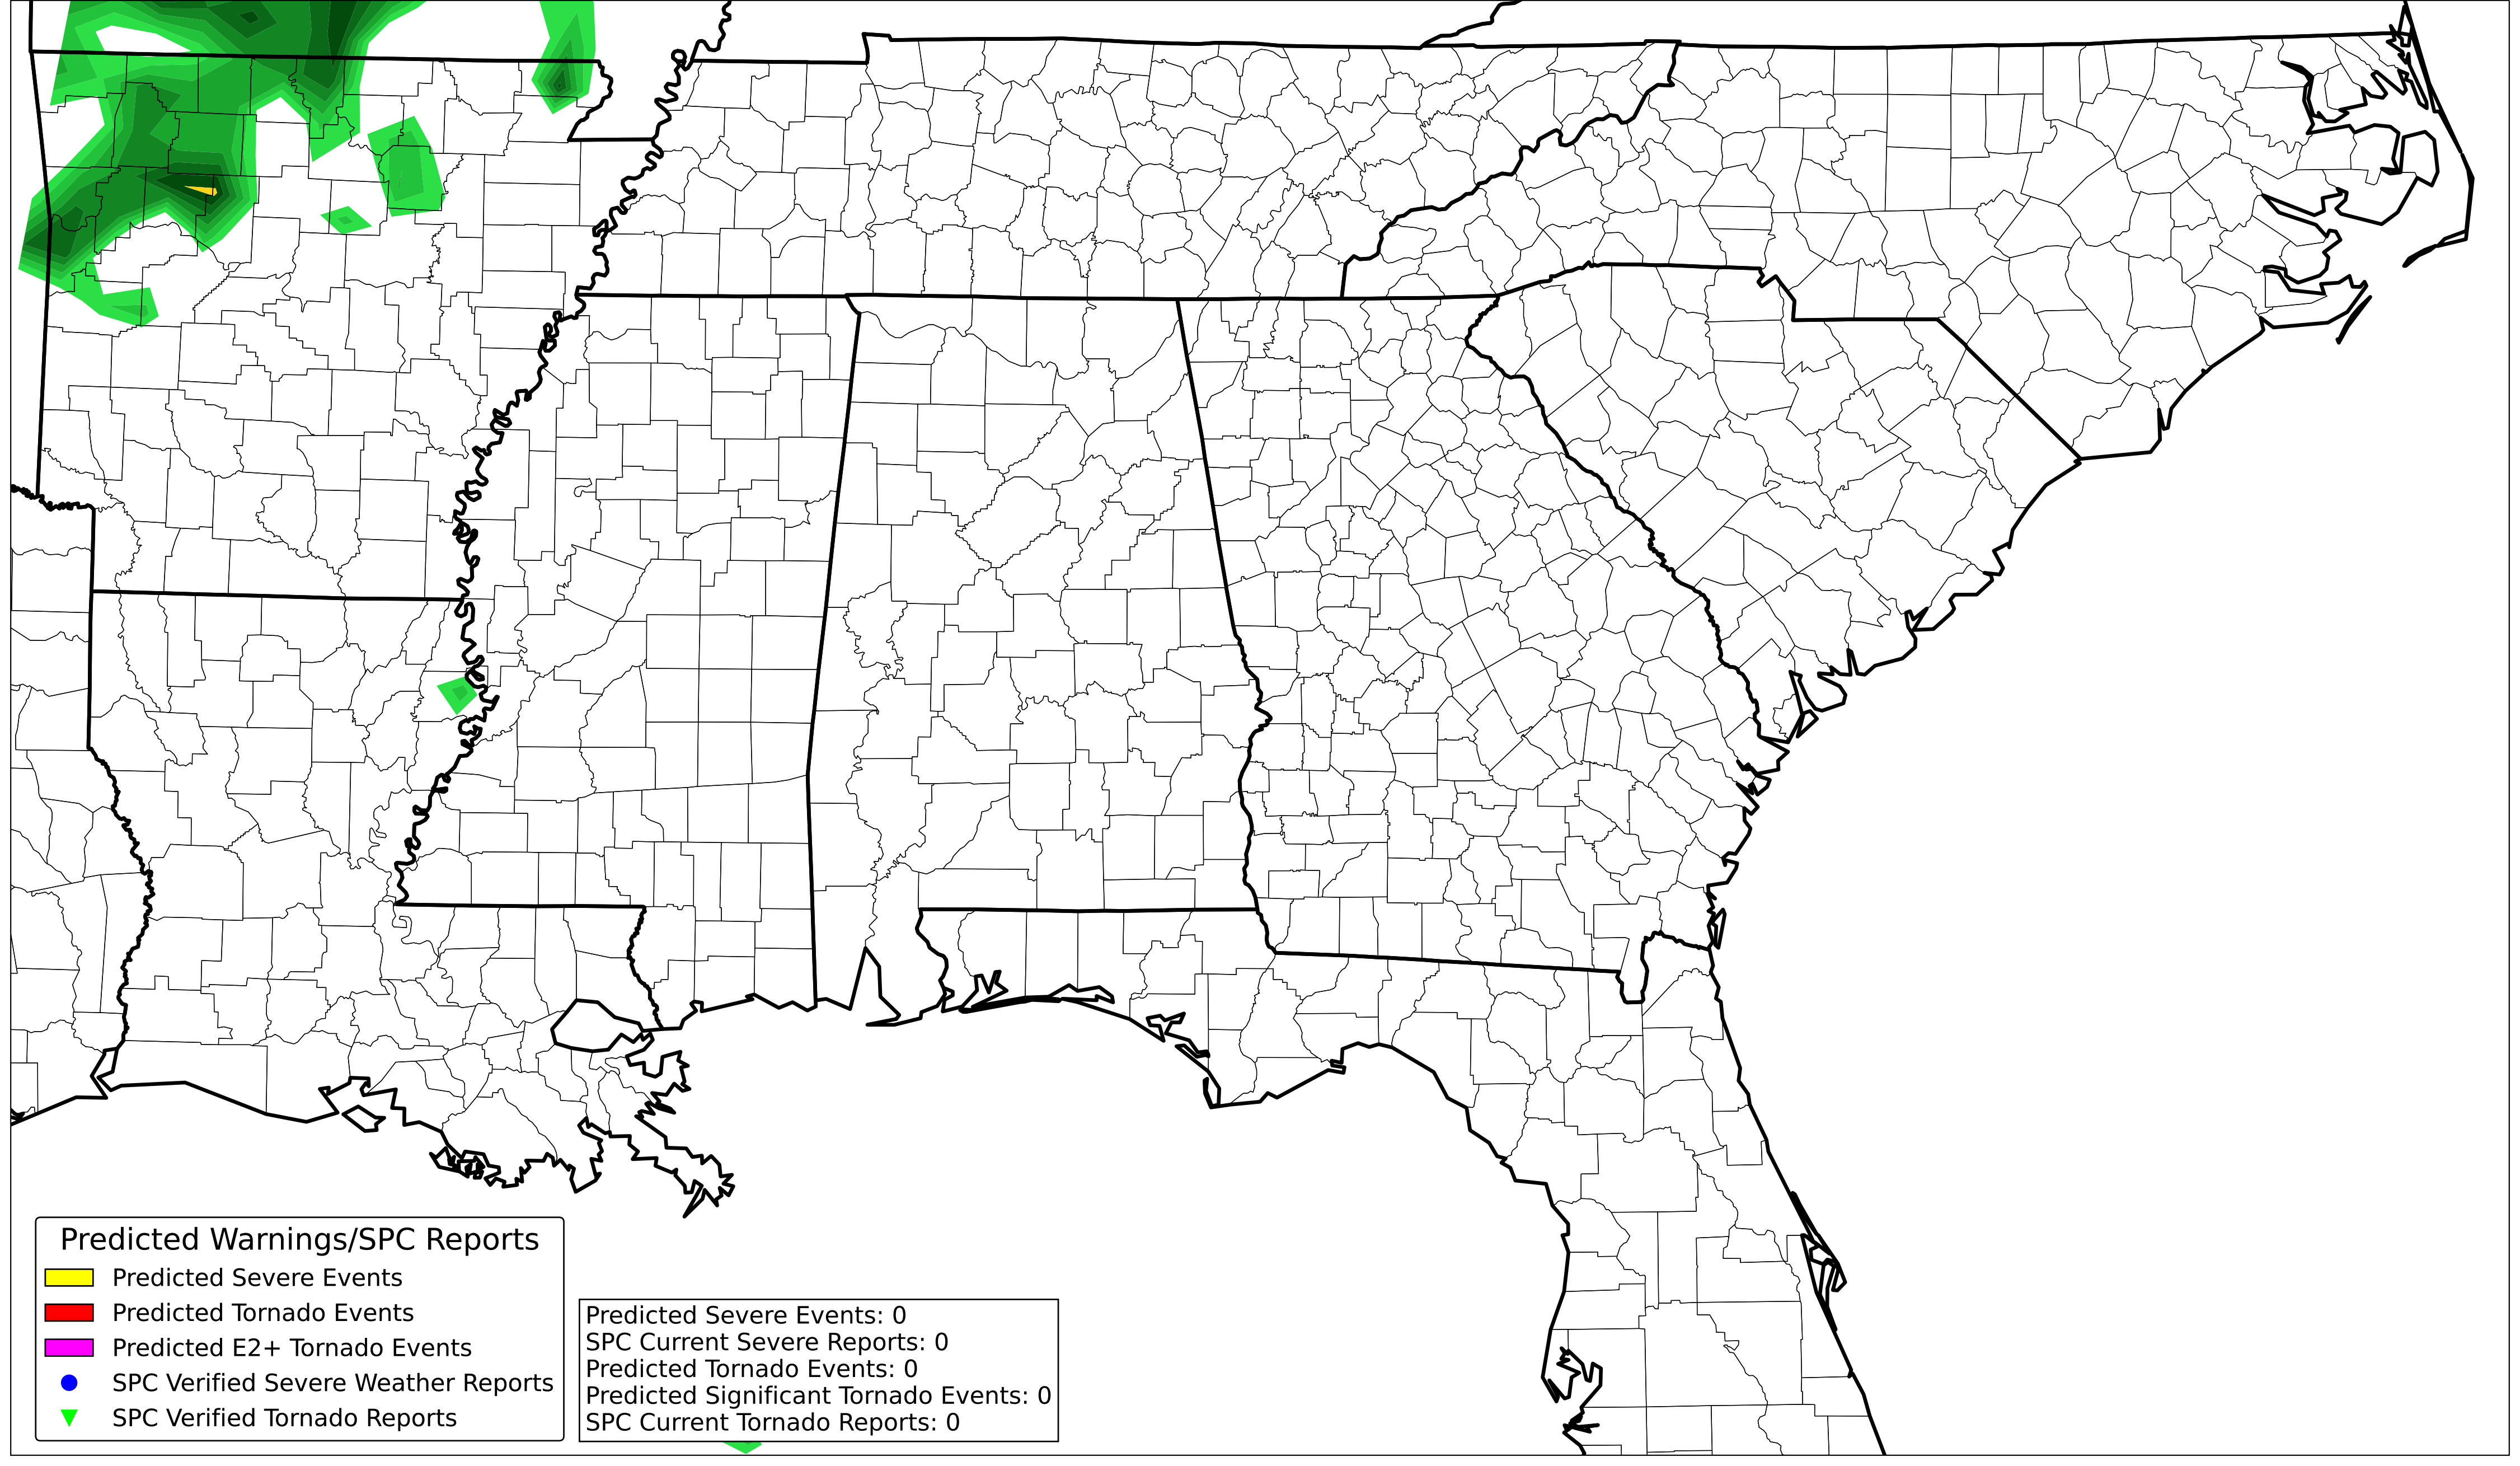 Predicted Warnings/SPC Reports
Predicted Severe Events
Predicted Tornado Events
Predicted E2+ Tornado Events
SPC Verified Severe Weather Reports
SPC Verified Tornado Reports
Predicted Severe Events: 0
SPC Current Severe Reports: 0
Predicted Tornado Events: 0
Predicted Significant Tornado Events: 0
SPC Current Tornado Reports: 0